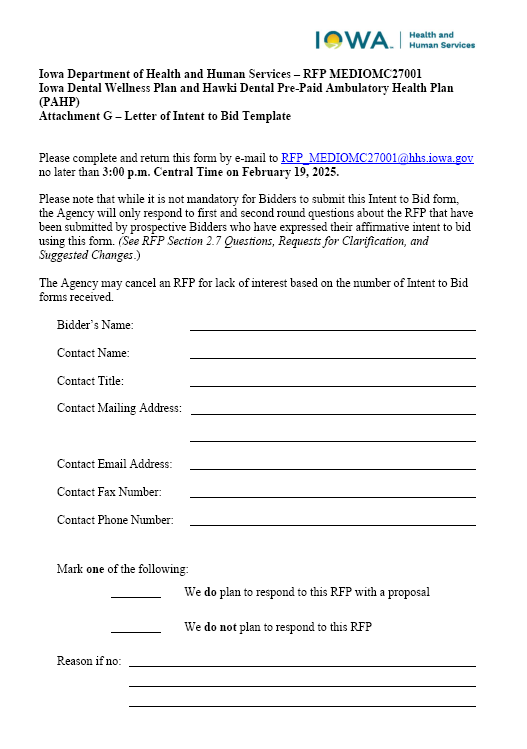 IOWA
Health and
Human Services
Iowa Department of Health and Human Services – RFP MEDIOMC27001
Iowa Dental Wellness Plan and Hawki Dental Pre-Paid Ambulatory Health Plan
(PAHP)
Attachment G – Letter of Intent to Bid Template
Please complete and return this form by e-mail to RFP_MEDIOMC27001@hhs.iowa.gov
no later than 3:00 p.m. Central Time on February 19, 2025.
Please note that while it is not mandatory for Bidders to submit this Intent to Bid form,
the Agency will only respond to first and second round questions about the RFP that have
been submitted by prospective Bidders who have expressed their affirmative intent to bid
using this form. (See RFP Section 2.7 Questions, Requests for Clarification, and
Suggested Changes.)
The Agency may cancel an RFP for lack of interest based on the number of Intent to Bid
forms received.
Bidder's Name:
Contact Name:
Contact Title:
Contact Mailing Address:
Contact Email Address:
Contact Fax Number:
Contact Phone Number:
Mark one of the following:
We do plan to respond to this RFP with a proposal
We do not plan to respond to this RFP
Reason if no: